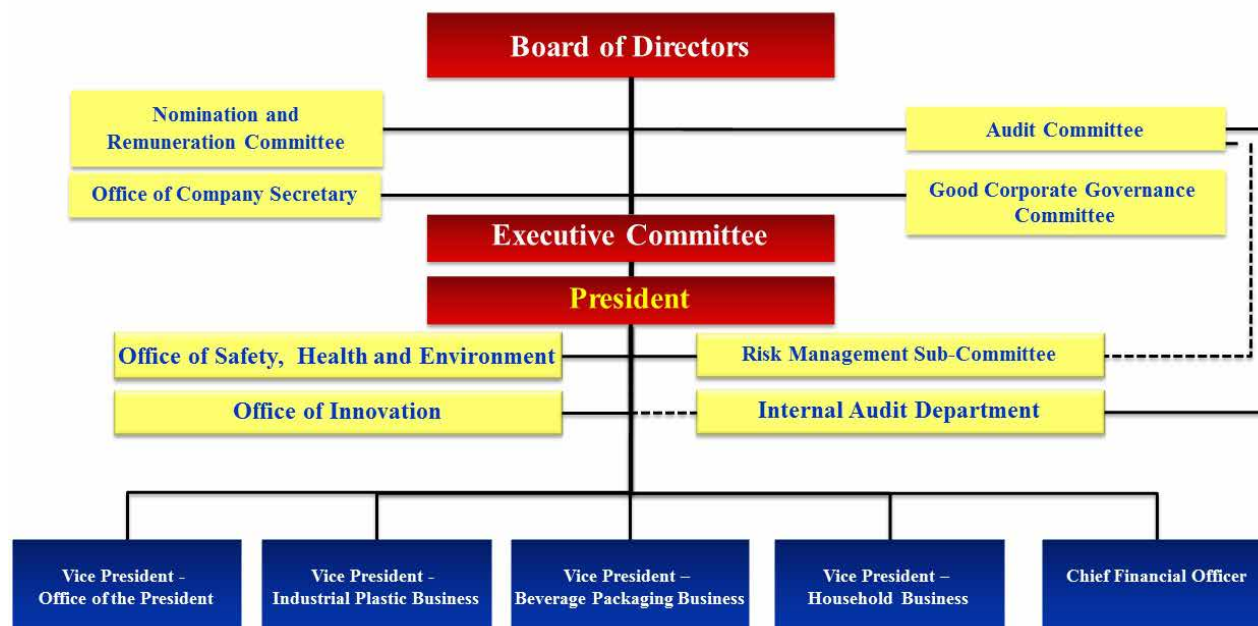 Board of Directors
Nomination and
Remuneration Committee
Audit Committee
Office of Company Secretary
Good Corporate Governance
Committee
Executive Committee
President
Office of Safety, Health and Environment
Risk Management Sub-Committee
Office of Innovation
Internal Audit Department
Vice President -
Office of the President
Vice President -
Industrial Plastic Business
Vice President –
Beverage Packaging Business
Vice President –
Household Business
Chief Financial Officer